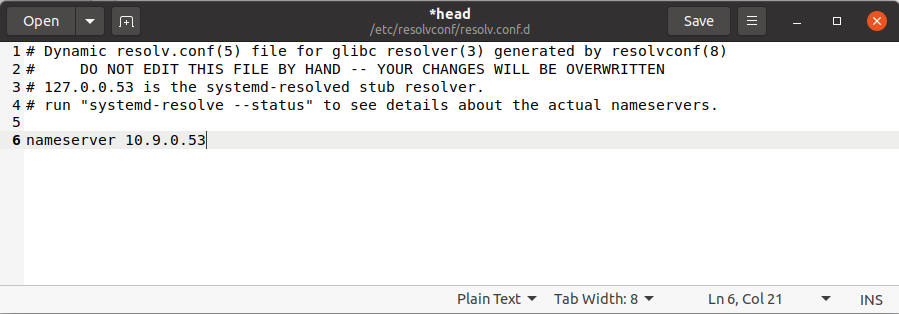 Open
*head
/etc/resolvconf/resolv.conf.d
Save
1 # Dynamic resolv.conf(5) file for glibc resolver(3) generated by resolvconf(8)
2 #     DO NOT EDIT THIS FILE BY HAND -- YOUR CHANGES WILL BE OVERWRITTEN
3 # 127.0.0.53 is the systemd-resolved stub resolver.
4 # run "systemd-resolve --status" to see details about the actual nameservers.
5
6 nameserver 10.9.0.53
Plain Text Tab Width: 8 Ln 6, Col 21 INS